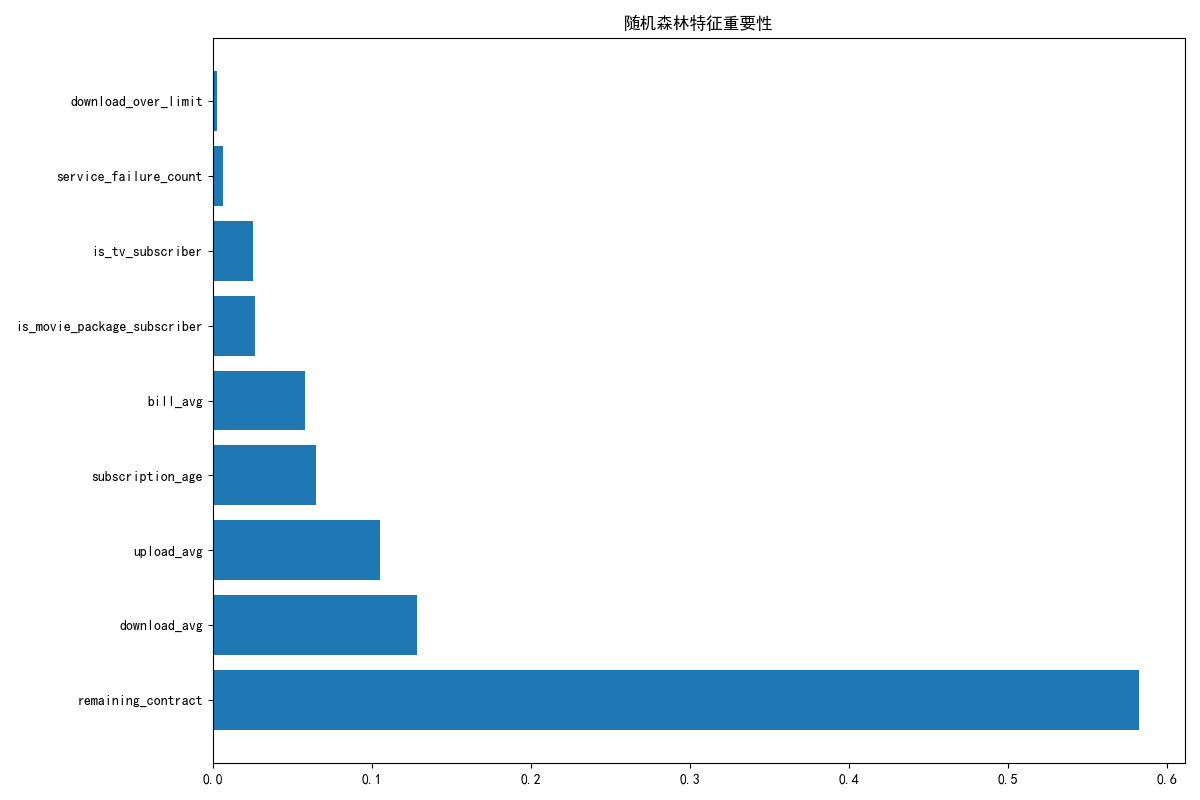 随机森林特征重要性
download_over_limit
service_failure_count
is_tv_subscriber
is_movie_package_subscriber
bill_avg
subscription_age
upload_avg
download_avg
remaining_contract
0.0 0.1 0.2 0.3 0.4 0.5 0.6